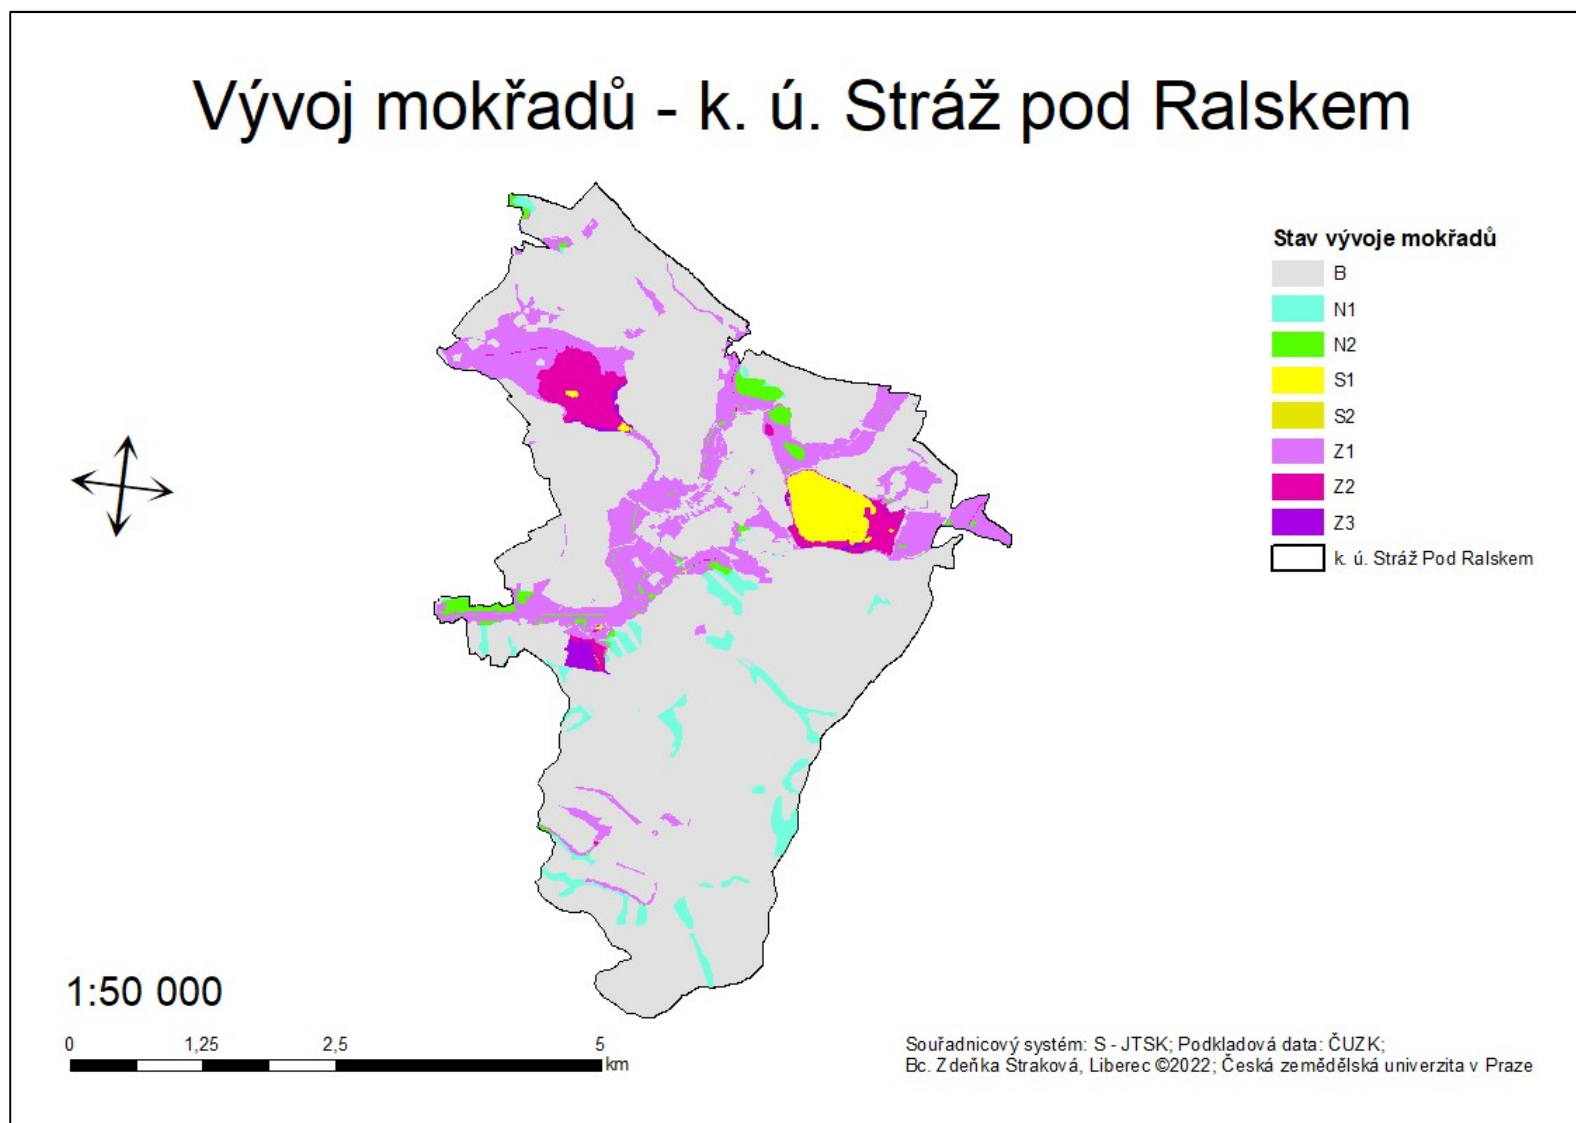 Vývoj mokřadů - k. ú. Stráž pod Ralskem
Stav vývoje mokřadů
B
N1
N2
S1
S2
Z1
Z2
Z3
k. ú. Stráž Pod Ralskem
1:50 000
0 1,25 2,5 5
km
Souřadnicový systém: S - JTSK; Podkladová data: ČUZK;
Bc. Zdeňka Straková, Liberec ©2022; Česká zemědělská univerzita v Praze